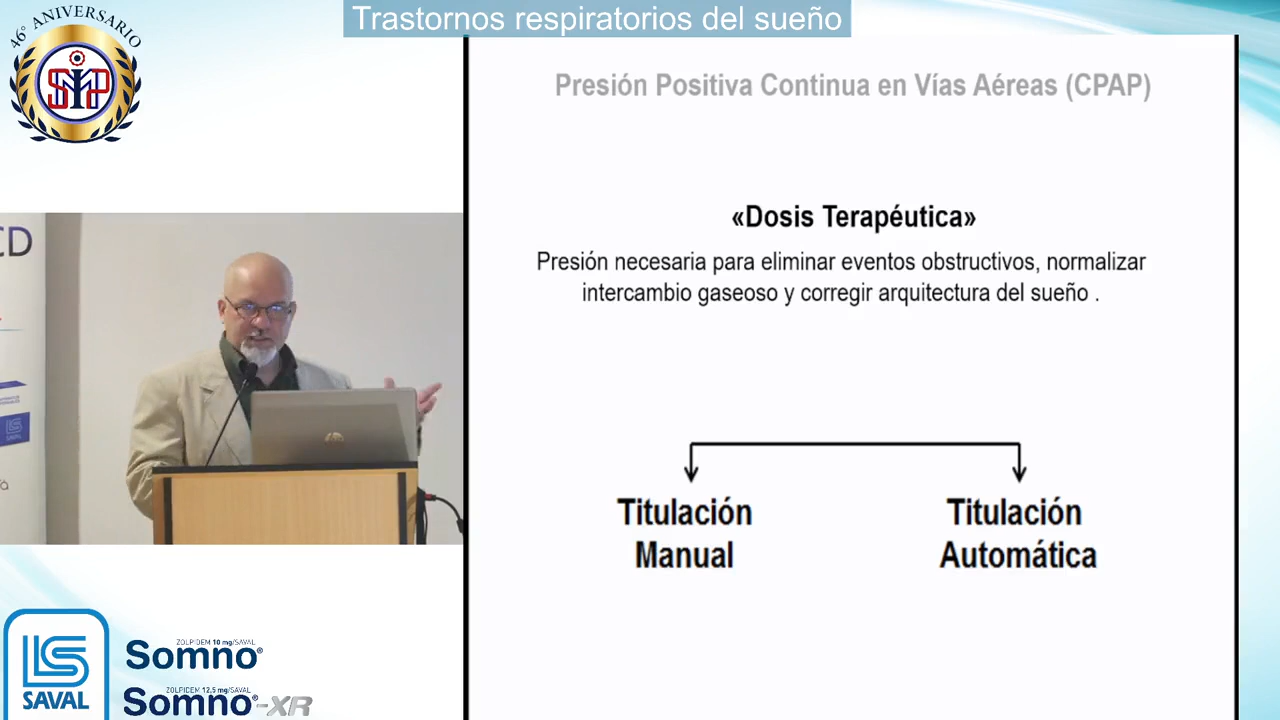 Trastornos respiratorios del sueño
46° ANIVERSARIO
SMP
Presión Positiva Continua en Vías Aéreas (CPAP)
«Dosis Terapéutica»
Presión necesaria para eliminar eventos obstructivos, normalizar
intercambio gaseoso y corregir arquitectura del sueño .
Titulación
Manual
Titulación
Automática
CD
SAVAL
ZOLPIDEM 10 mg/SAVAL
Somno®
ZOLPIDEM 12,5 mg/SAVAL
Somno®-XR